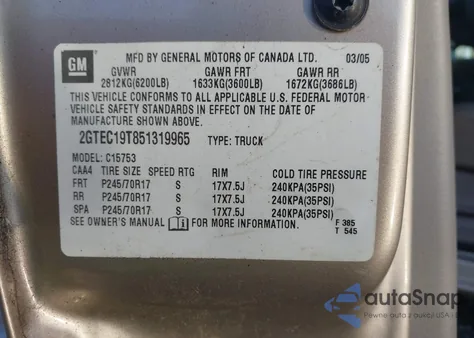 GM
MFD BY GENERAL MOTORS OF CANADA LTD. 03/05
GVWR GAWR FRT GAWR RR
2812KG(6200LB) 1633KG(3600LB) 1672KG(3686LB)
THIS VEHICLE CONFORMS TO ALL APPLICABLE U.S. FEDERAL MOTOR
VEHICLE SAFETY STANDARDS IN EFFECT ON THE DATE OF
MANUFACTURE SHOWN ABOVE.
2GTEC19T851319965 TYPE: TRUCK
MODEL: C15753
CAA4 TIRE SIZE SPEED RTG RIM COLD TIRE PRESSURE
FRT P245/70R17 S 17X7.5J 240KPA(35PSI)
RR P245/70R17 S 17X7.5J 240KPA(35PSI)
SPA P245/70R17 S 17X7.5J 240KPA(35PSI)
SEE OWNER'S MANUAL FOR MORE INFORMATION. F 385
T 545
autoSnap
Pewne auta z aukcji USA i